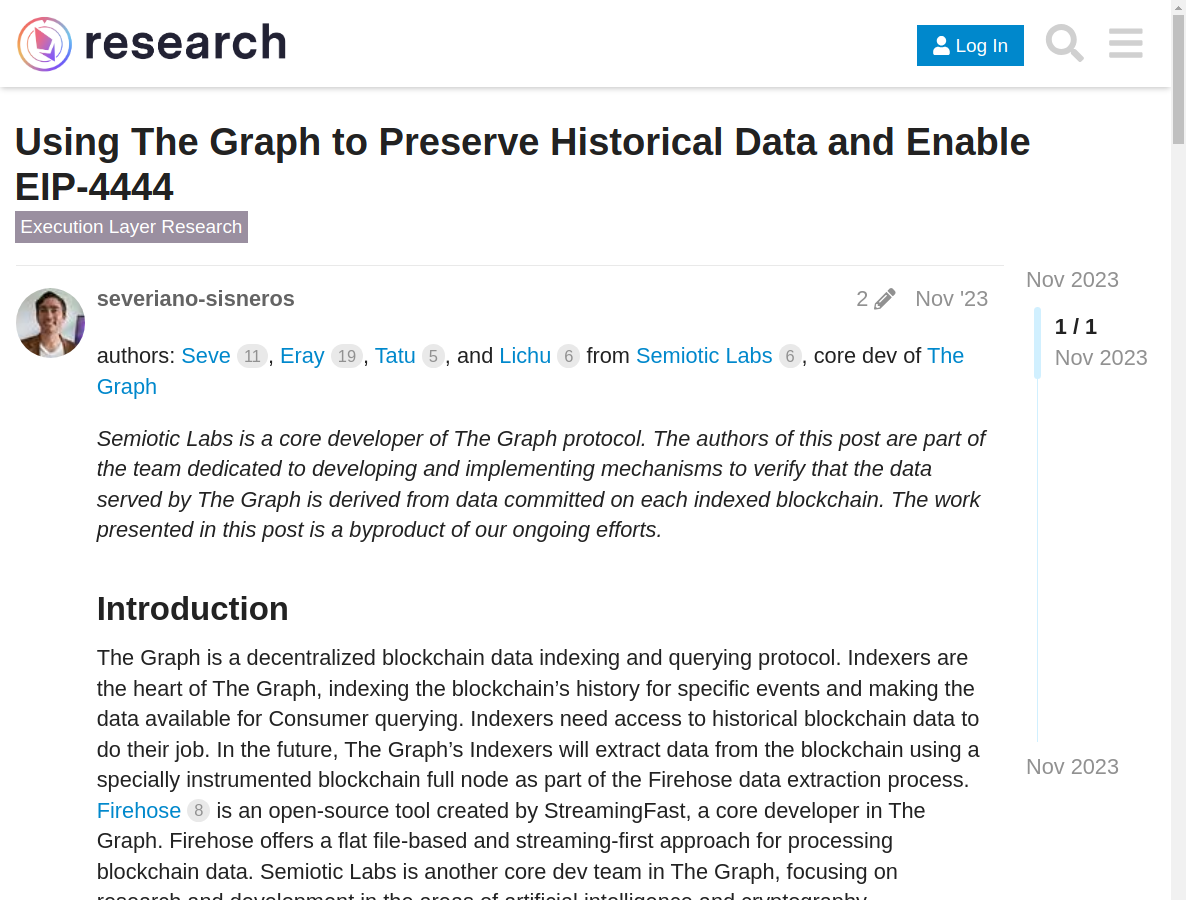 research
Log In
Using The Graph to Preserve Historical Data and Enable
EIP-4444
Execution Layer Research
severiano-sisneros
2
Nov '23
authors: Seve 11, Eray 19, Tatu 5, and Lichu 6 from Semiotic Labs 6, core dev of The
Graph
Semiotic Labs is a core developer of The Graph protocol. The authors of this post are part of
the team dedicated to developing and implementing mechanisms to verify that the data
served by The Graph is derived from data committed on each indexed blockchain. The work
presented in this post is a byproduct of our ongoing efforts.
Introduction
The Graph is a decentralized blockchain data indexing and querying protocol. Indexers are
the heart of The Graph, indexing the blockchain’s history for specific events and making the
data available for Consumer querying. Indexers need access to historical blockchain data to
do their job. In the future, The Graph’s Indexers will extract data from the blockchain using a
specially instrumented blockchain full node as part of the Firehose data extraction process.
Firehose 8 is an open-source tool created by StreamingFast, a core developer in The
Graph. Firehose offers a flat file-based and streaming-first approach for processing
blockchain data. Semiotic Labs is another core dev team in The Graph, focusing on
research and development in the areas of artificial intelligence and cryptography.
Nov 2023
1 / 1
Nov 2023
Nov 2023